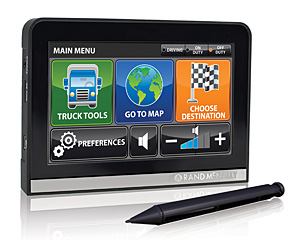 MAIN MENU
DRIVING
ON DUTY
OFF DUTY
TRUCK TOOLS
GO TO MAP
CHOOSE
DESTINATION
PREFERENCES
- +
RAND MCNALLY